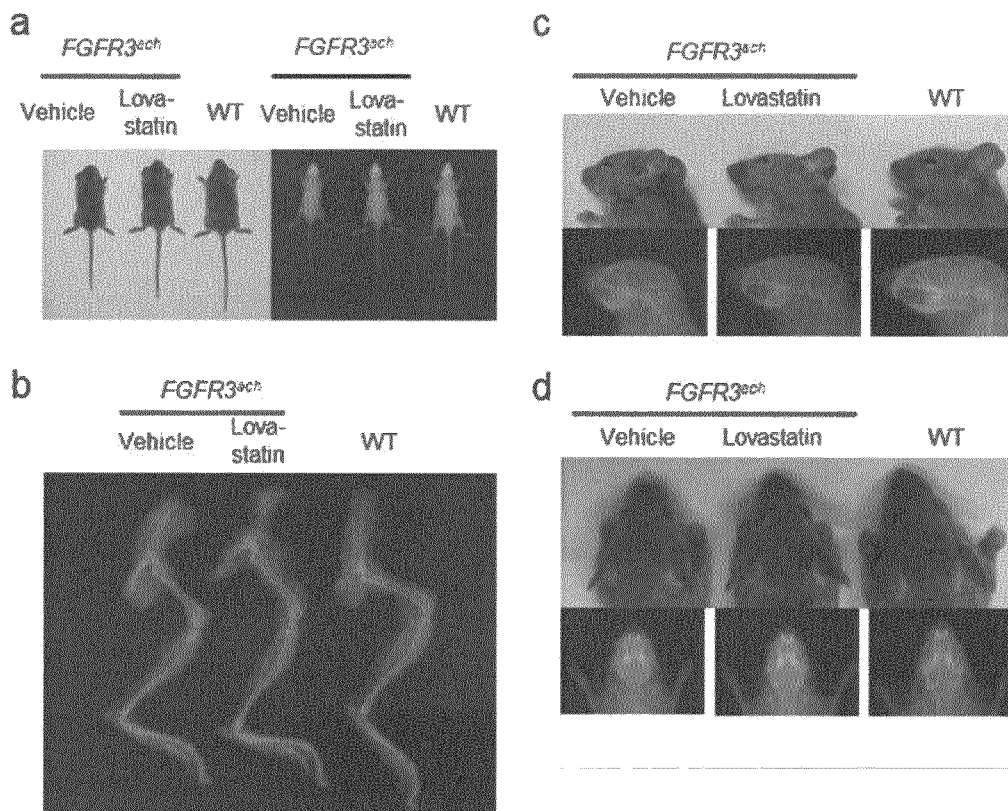 a
FGFR3ach FGFR3ach
Vehicle Lova-
statin WT Vehicle Lova-
statin WT
b
FGFR3ach
Vehicle Lova-
statin WT
c
FGFR3ach
Vehicle Lovastatin WT
d
FGFR3ach
Vehicle Lovastatin WT